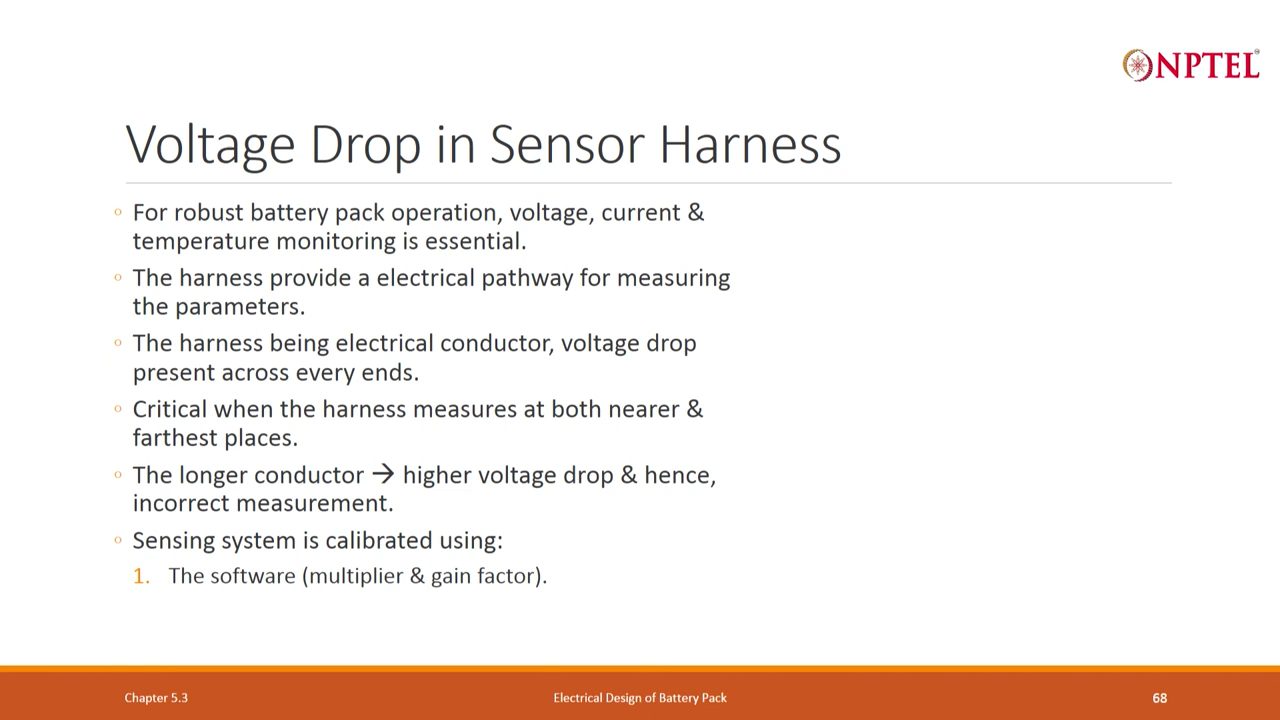 NPTEL
Voltage Drop in Sensor Harness
For robust battery pack operation, voltage, current &
temperature monitoring is essential.
The harness provide a electrical pathway for measuring
the parameters.
The harness being electrical conductor, voltage drop
present across every ends.
Critical when the harness measures at both nearer &
farthest places.
The longer conductor → higher voltage drop & hence,
incorrect measurement.
Sensing system is calibrated using:
1. The software (multiplier & gain factor).
Chapter 5.3
Electrical Design of Battery Pack
68